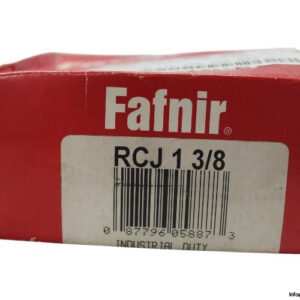 Fafnir®
RCJ 1 3/8
0 87796 05887 3
INDUSTRIAL DUTY